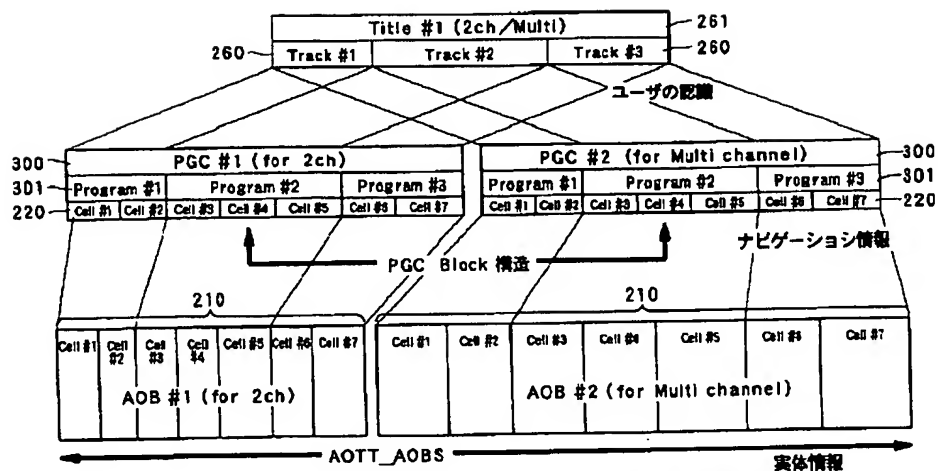 Title #1 (2ch/Multi) 261
260 Track #1 Track #2 Track #3 260
ユーザの認識
300 PGC #1 (for 2ch) PGC #2 (for Multi channel) 300
301 Program #1 Program #2 Program #3 Program #1 Program #2 Program #3 301
220 Cell #1 Cell #2 Cell #3 Cell #4 Cell #5 Cell #6 Cell #7 Cell #1 Cell #2 Cell #3 Cell #4 Cell #5 Cell #6 Cell #7 220
ナビゲーション情報
PGC Block 構造
210 210
Cell #1 Cell #2 Cell #3 Cell #4 Cell #5 Cell #6 Cell #7 Cell #1 Cell #2 Cell #3 Cell #4 Cell #5 Cell #6 Cell #7
AOB #1 (for 2ch) AOB #2 (for Multi channel)
AOTT_AOBS
実体情報